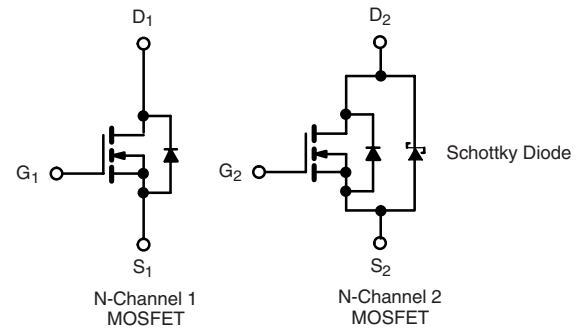 D1
D2
G1
G2
Schottky Diode
S1
S2
N-Channel 1
MOSFET
N-Channel 2
MOSFET